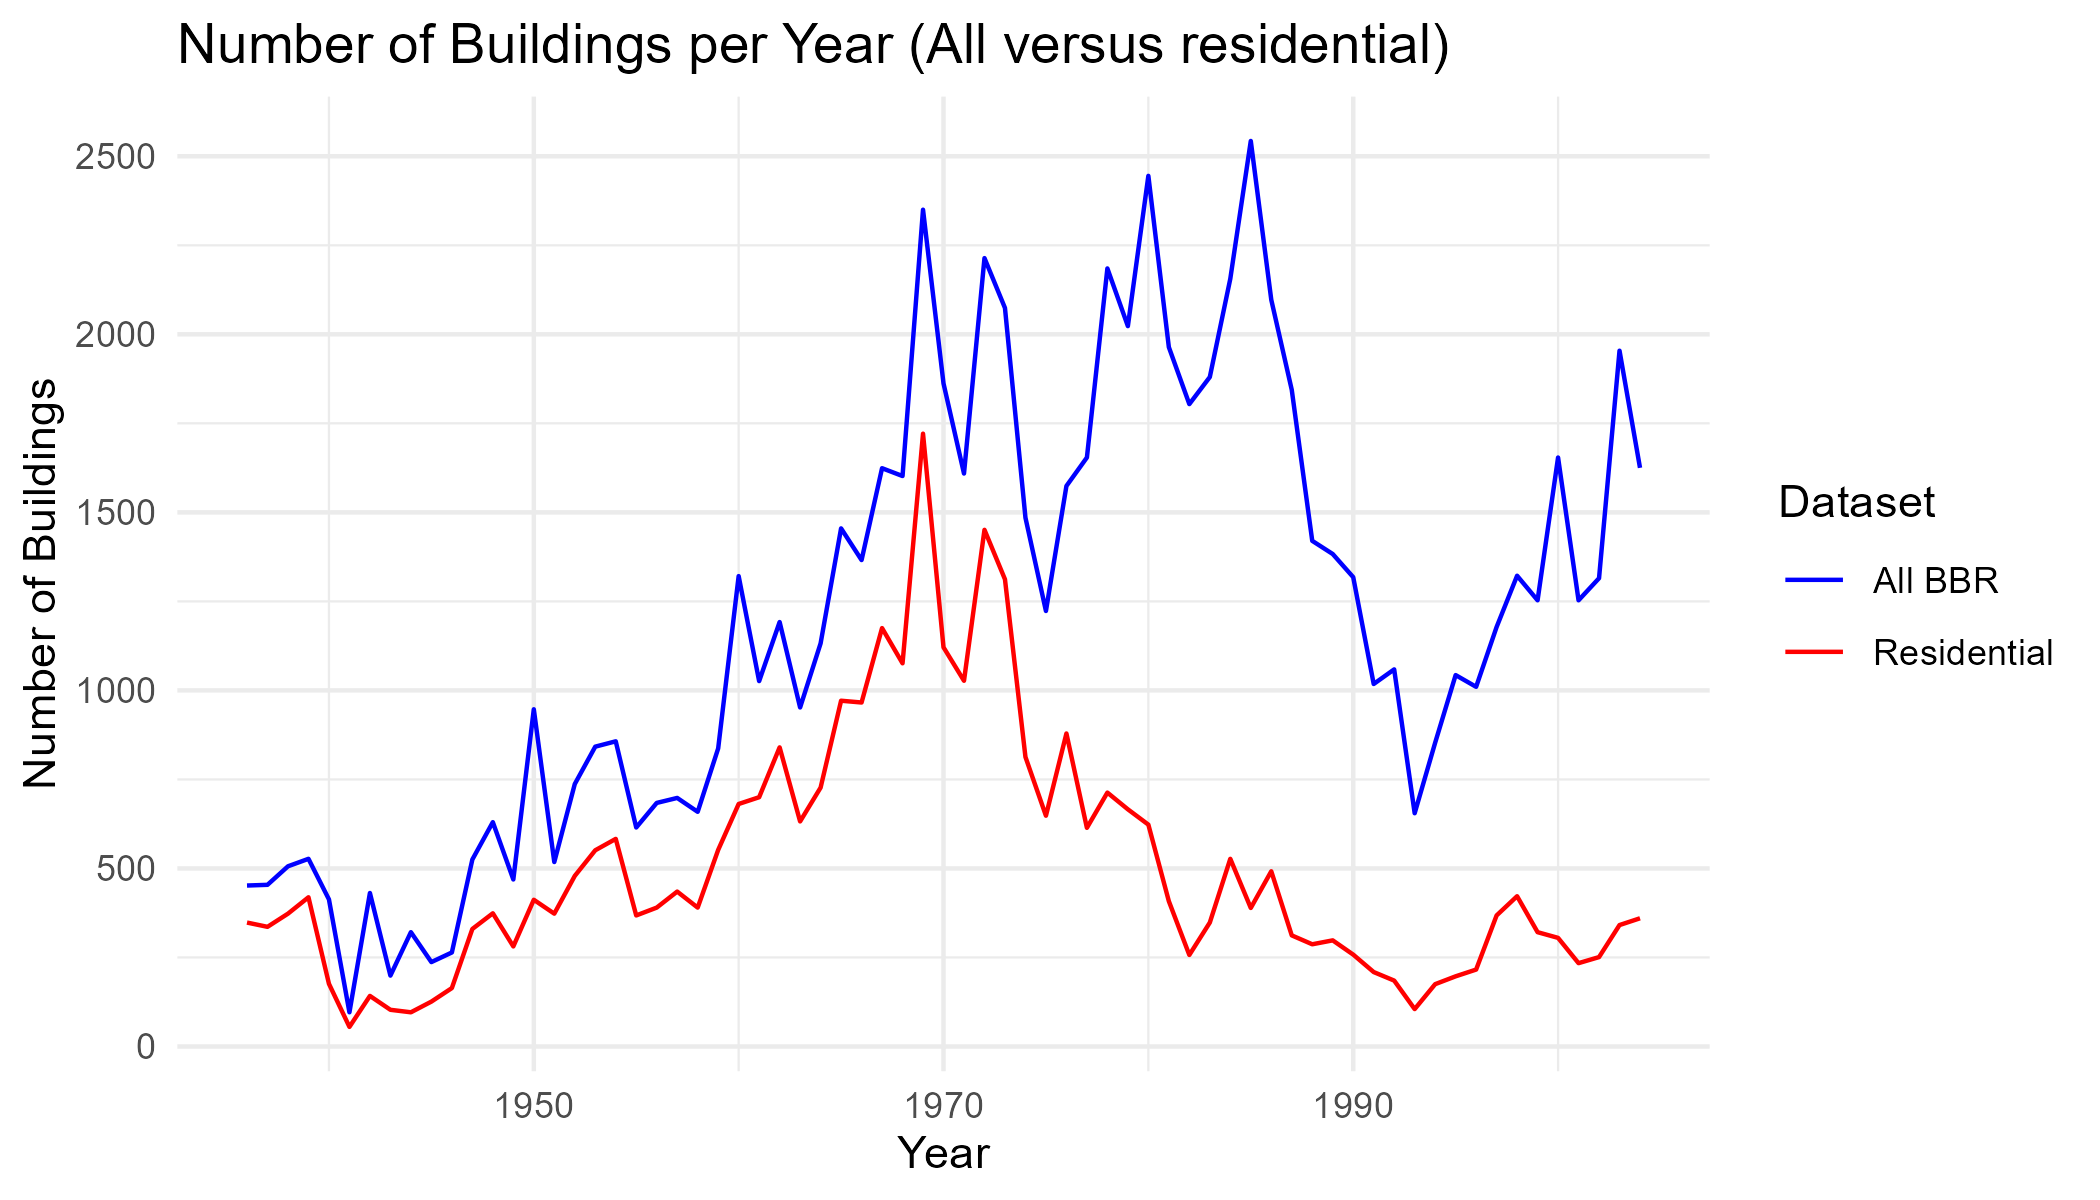 Number of Buildings per Year (All versus residential)
Number of Buildings
2500
2000
1500
1000
500
0
1950
1970
1990
Year
Dataset
All BBR
Residential